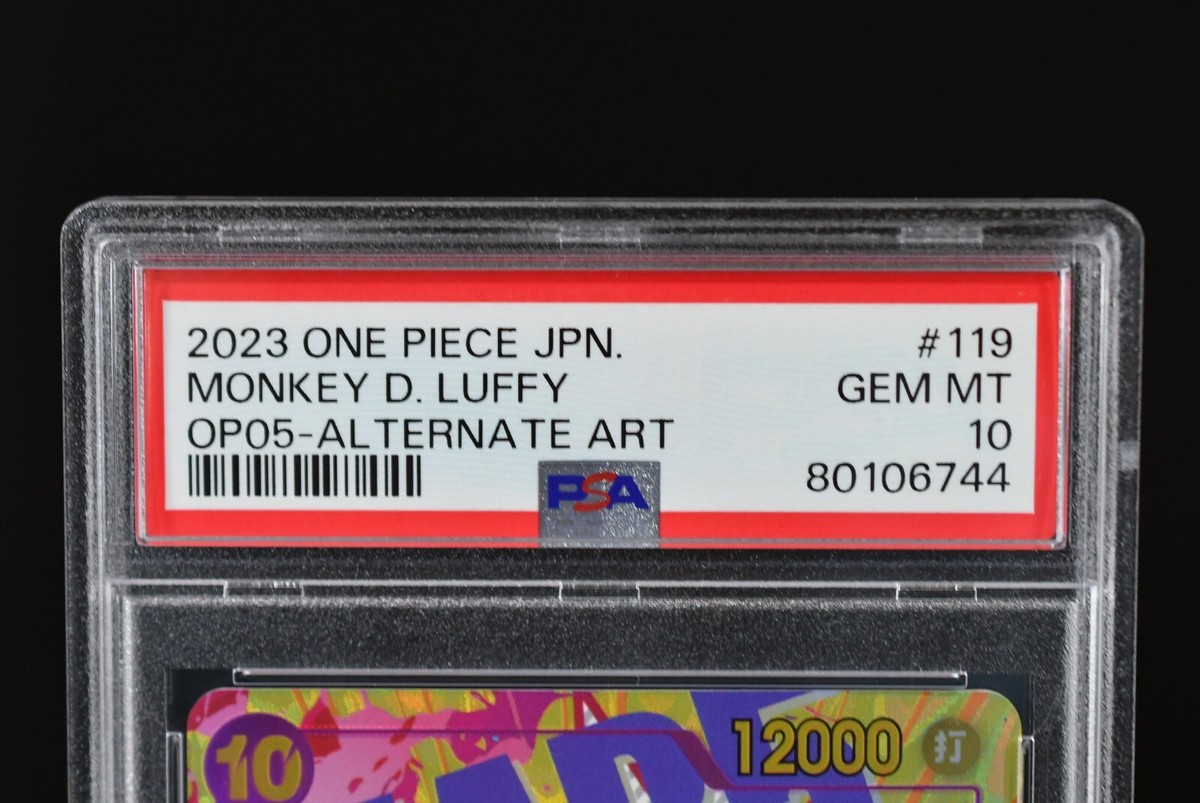 2023 ONE PIECE JPN. #119
MONKEY D. LUFFY GEM MT
OP05-ALTERNATE ART 10
80106744
PSA
10 12000 打